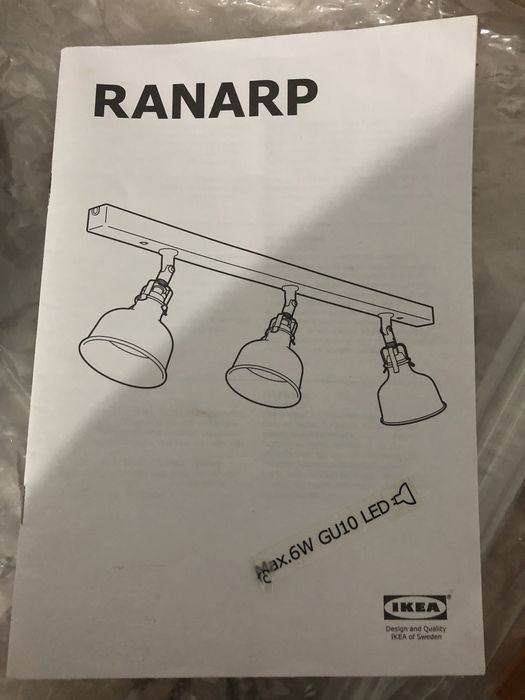 RANARP
Max.6W GU10 LED
IKEA®
Design and Quality
IKEA of Sweden